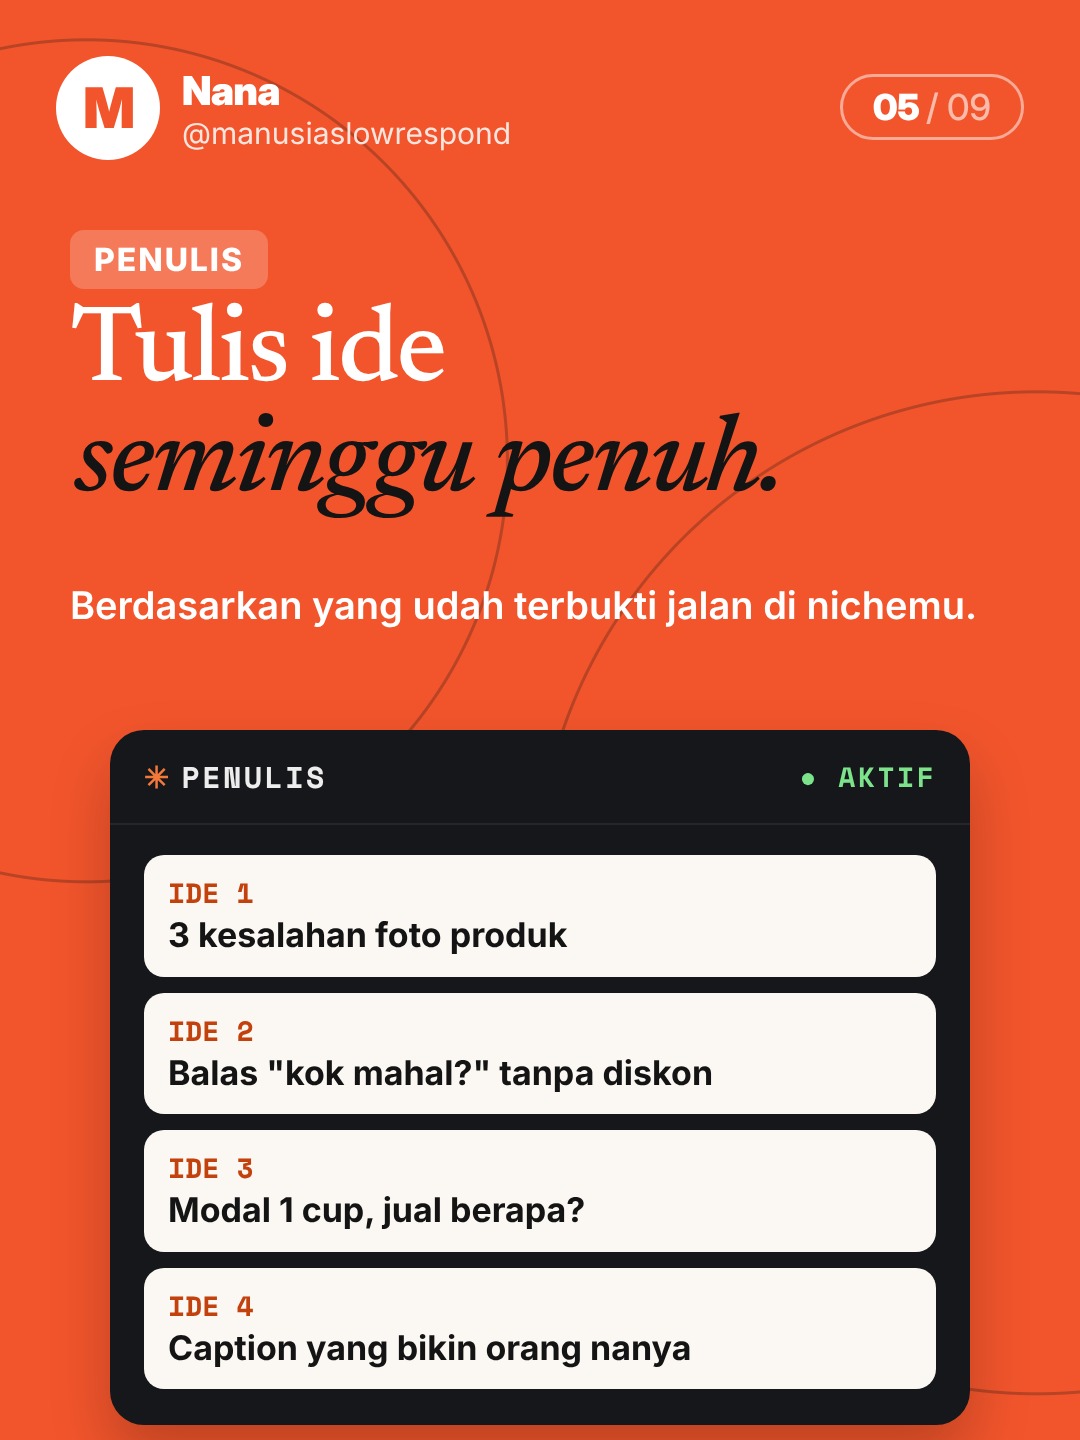 M
Nana
@manusiaslowrespond
05 / 09
PENULIS
Tulis ide
seminggu penuh.
Berdasarkan yang udah terbukti jalan di nichemu.
✳ PENULIS
● AKTIF
IDE 1
3 kesalahan foto produk
IDE 2
Balas "kok mahal?" tanpa diskon
IDE 3
Modal 1 cup, jual berapa?
IDE 4
Caption yang bikin orang nanya